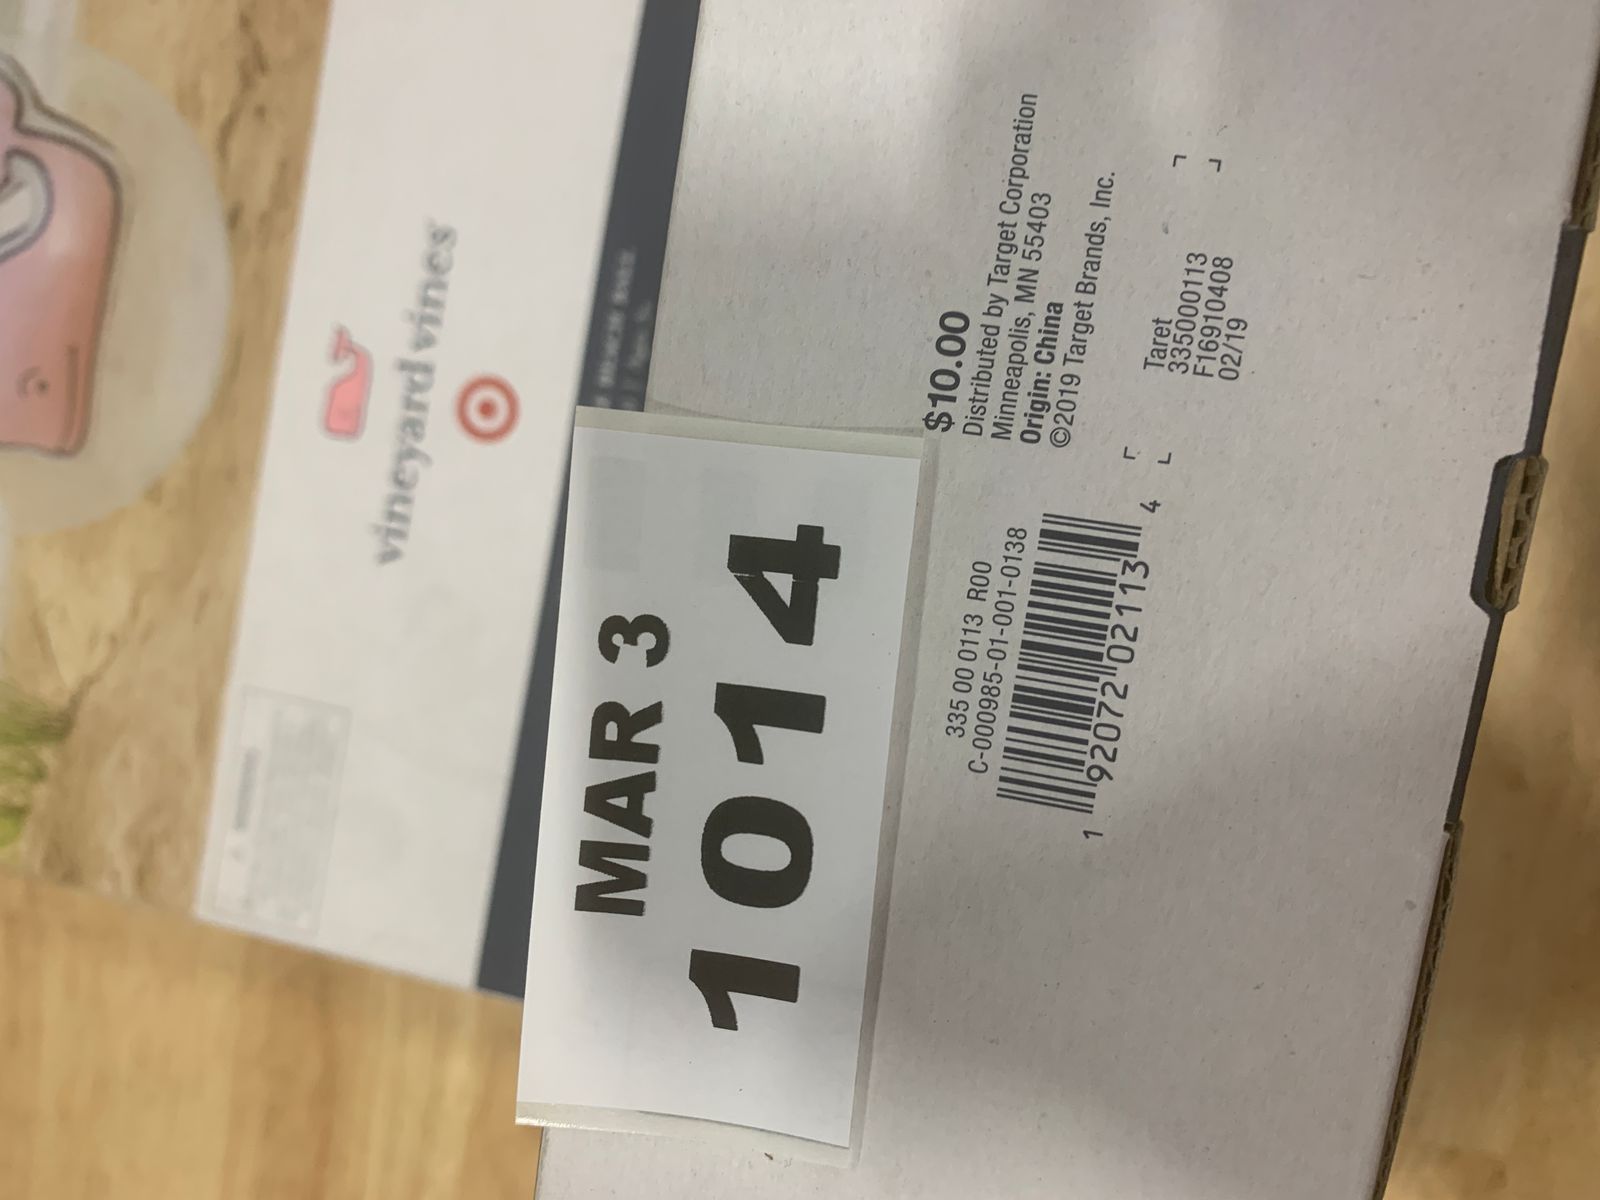 vineyard vines
MAR 3
1014
$10.00
Distributed by Target Corporation
Minneapolis, MN 55403
Origin: China
©2019 Target Brands, Inc.
335 00 0113 R00
C-000985-01-001-0138
1 92072 02113 4
Taret
335000113
F16910408
02/19